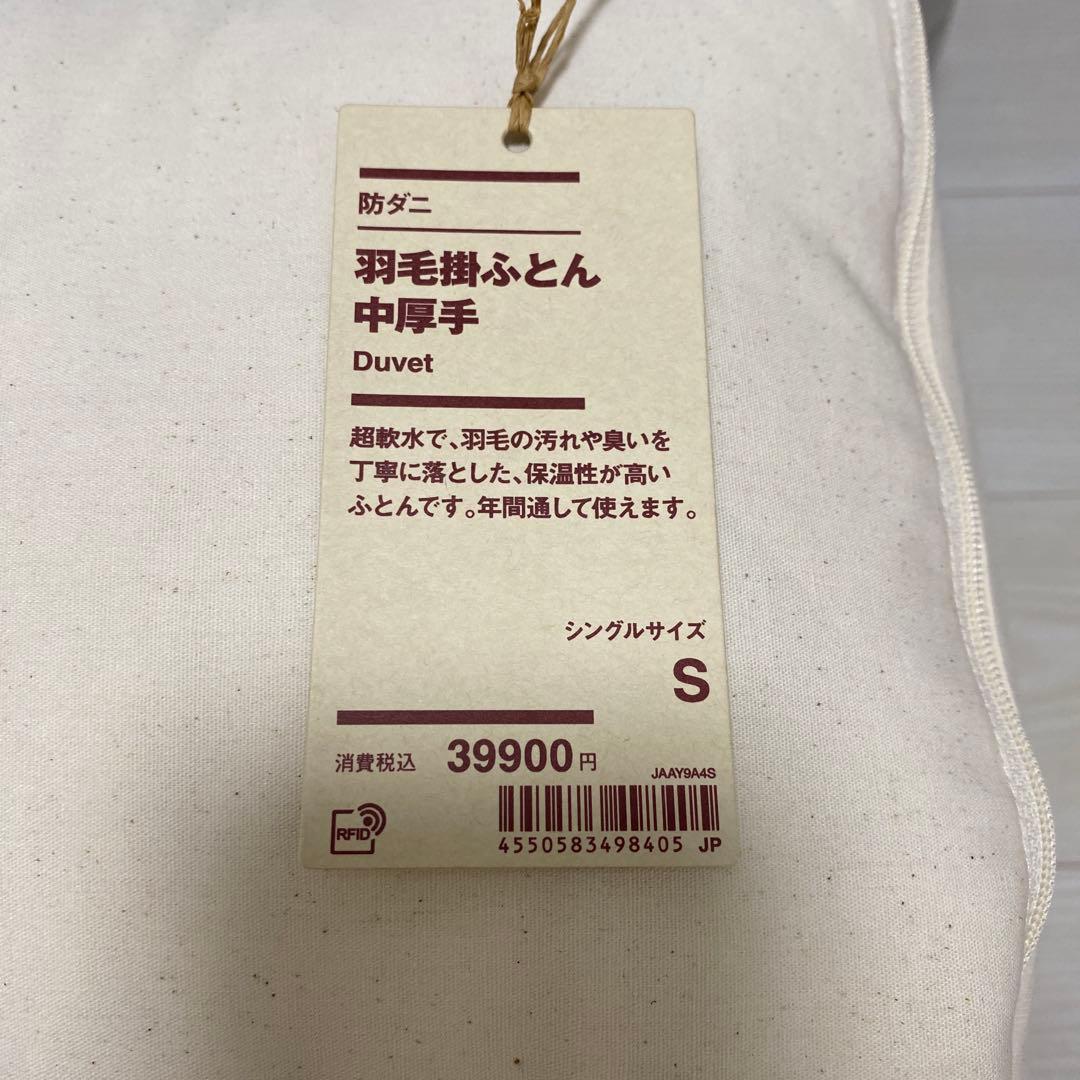 防ダニ
羽毛掛ふとん
中厚手
Duvet
超軟水で、羽毛の汚れや臭いを
丁寧に落とした、保温性が高い
ふとんです。年間通して使えます。
シングルサイズ
S
消費税込 39900円
JAAY9A4S
RFID
4550583498405 JP